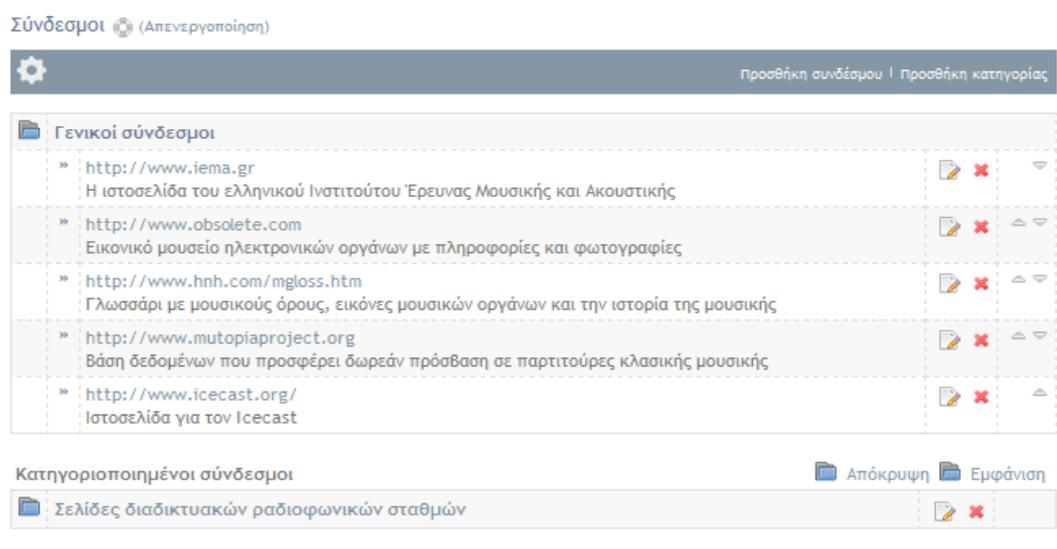 Σύνδεσμοι (Απενεργοποίηση)
Προσθήκη συνδέσμου | Προσθήκη κατηγορίας
Γενικοί σύνδεσμοι
» http://www.iema.gr
Η ιστοσελίδα του ελληνικού Ινστιτούτου Έρευνας Μουσικής και Ακουστικής
» http://www.obsolete.com
Εικονικό μουσείο ηλεκτρονικών οργάνων με πληροφορίες και φωτογραφίες
» http://www.hnh.com/mgloss.htm
Γλωσσάρι με μουσικούς όρους, εικόνες μουσικών οργάνων και την ιστορία της μουσικής
» http://www.mutopiaproject.org
Βάση δεδομένων που προσφέρει δωρεάν πρόσβαση σε παρτιτούρες κλασικής μουσικής
» http://www.icecast.org/
Ιστοσελίδα για τον Icecast
Κατηγοριοποιημένοι σύνδεσμοι Απόκρυψη Εμφάνιση
Σελίδες διαδικτυακών ραδιοφωνικών σταθμών